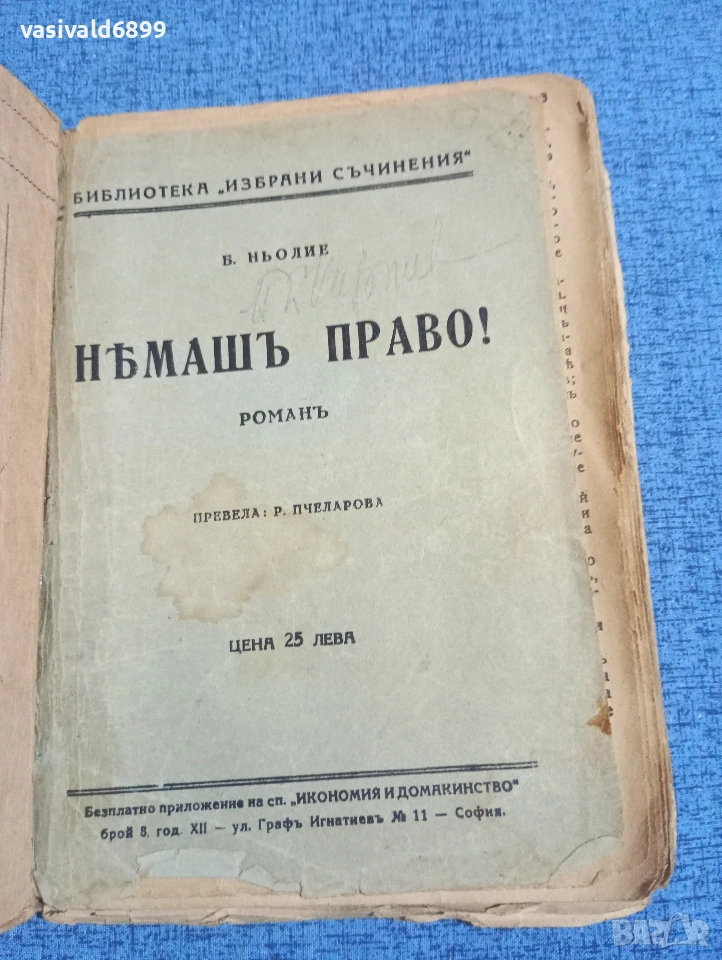 vasivald6899
БИБЛИОТЕКА „ИЗБРАНИ СЪЧИНЕНИЯ"
Б. НЬОЛИЕ
НѢМАШЪ ПРАВО!
РОМАНЪ
ПРЕВЕЛА: Р. ПЧЕЛАРОВА
ЦЕНА 25 ЛЕВА
Безплатно приложение на сп. „ИКОНОМИЯ И ДОМАКИНСТВО"
брой 8, год. XII — ул. Графъ Игнатиевъ № 11 — София.
BAZAR